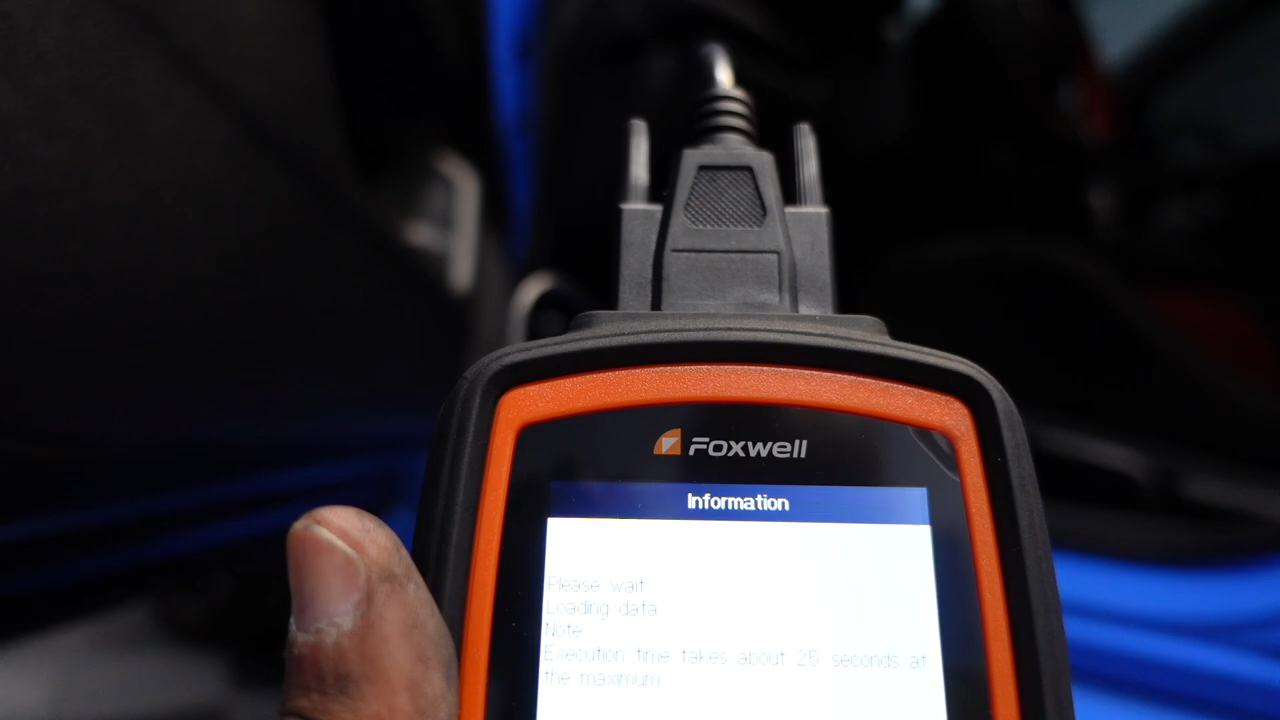 FOXWELL
Information
Please wait
Loading data
Note
Execution time takes about 25 seconds at
the maximum